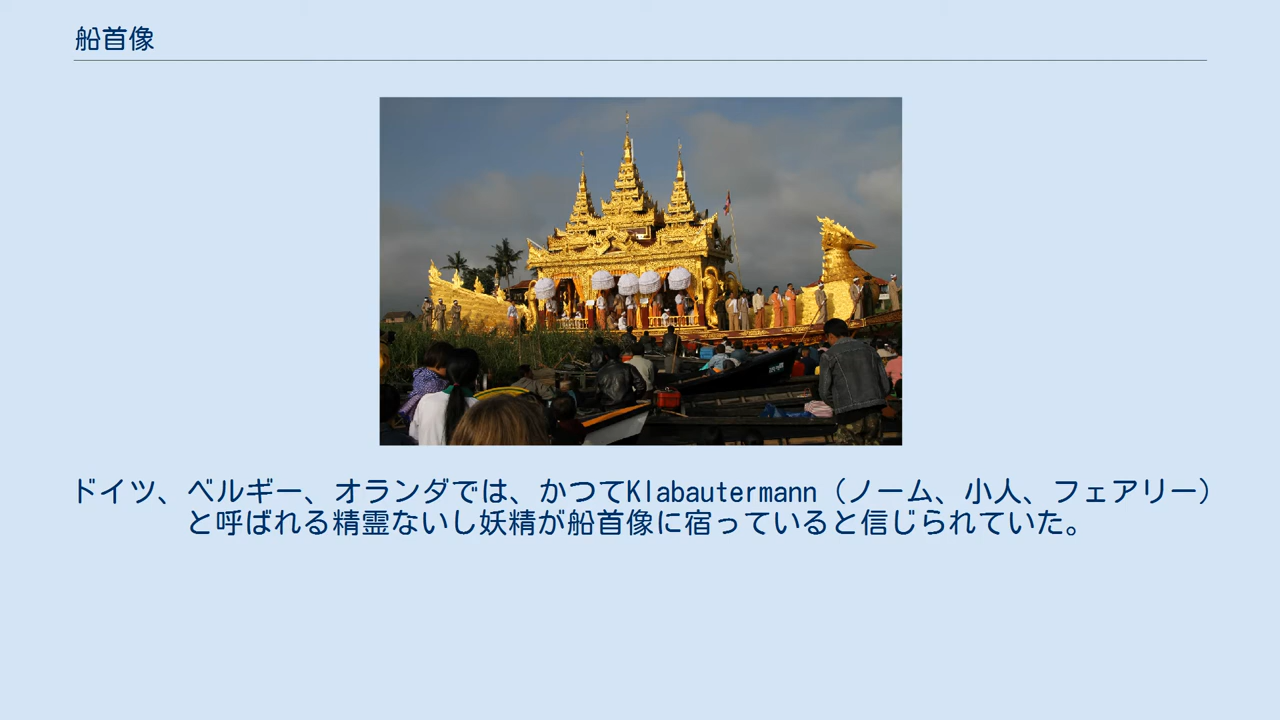 船首像
ドイツ、ベルギー、オランダでは、かつてKlabautermann（ノーム、小人、フェアリー）
と呼ばれる精霊ないし妖精が船首像に宿っていると信じられていた。